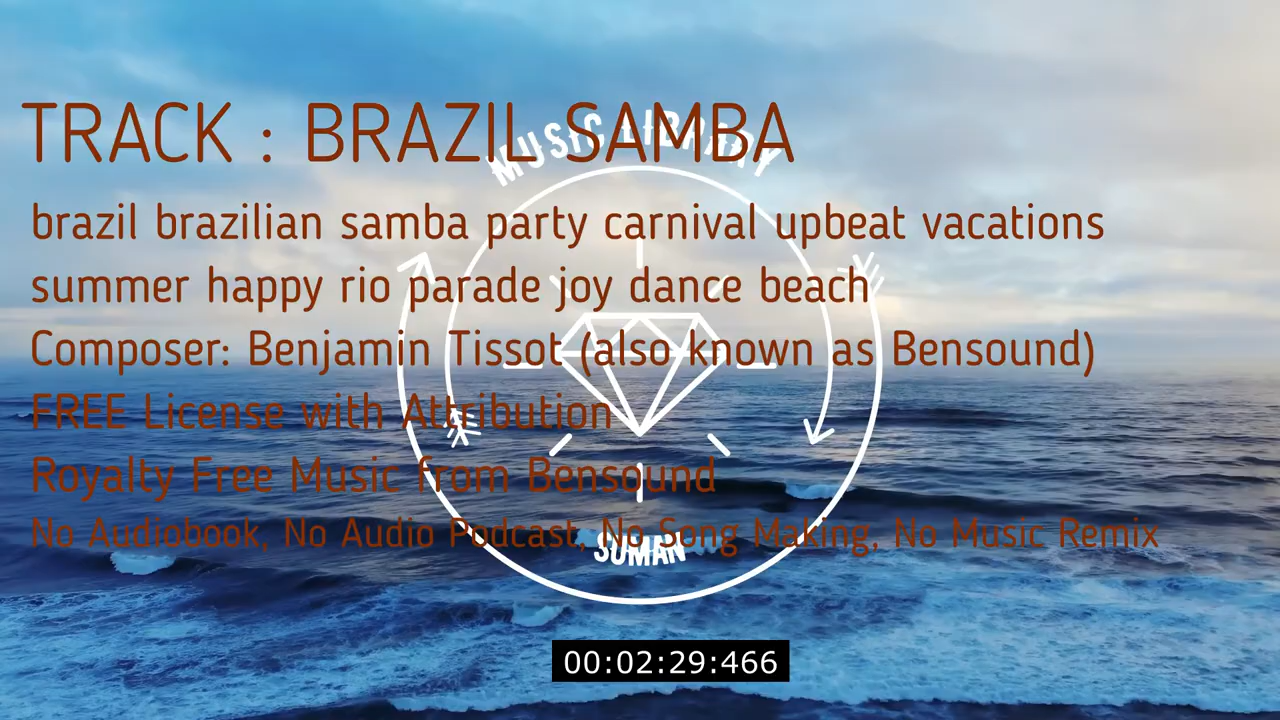 TRACK : BRAZIL SAMBA
MUSIC LIBRARY
brazil brazilian samba party carnival upbeat vacations
summer happy rio parade joy dance beach
Composer: Benjamin Tissot (also known as Bensound)
FREE License with Attribution
Royalty Free Music from Bensound
No Audiobook, No Audio Podcast, No Song Making, No Music Remix
SUMAN
00:02:29:466